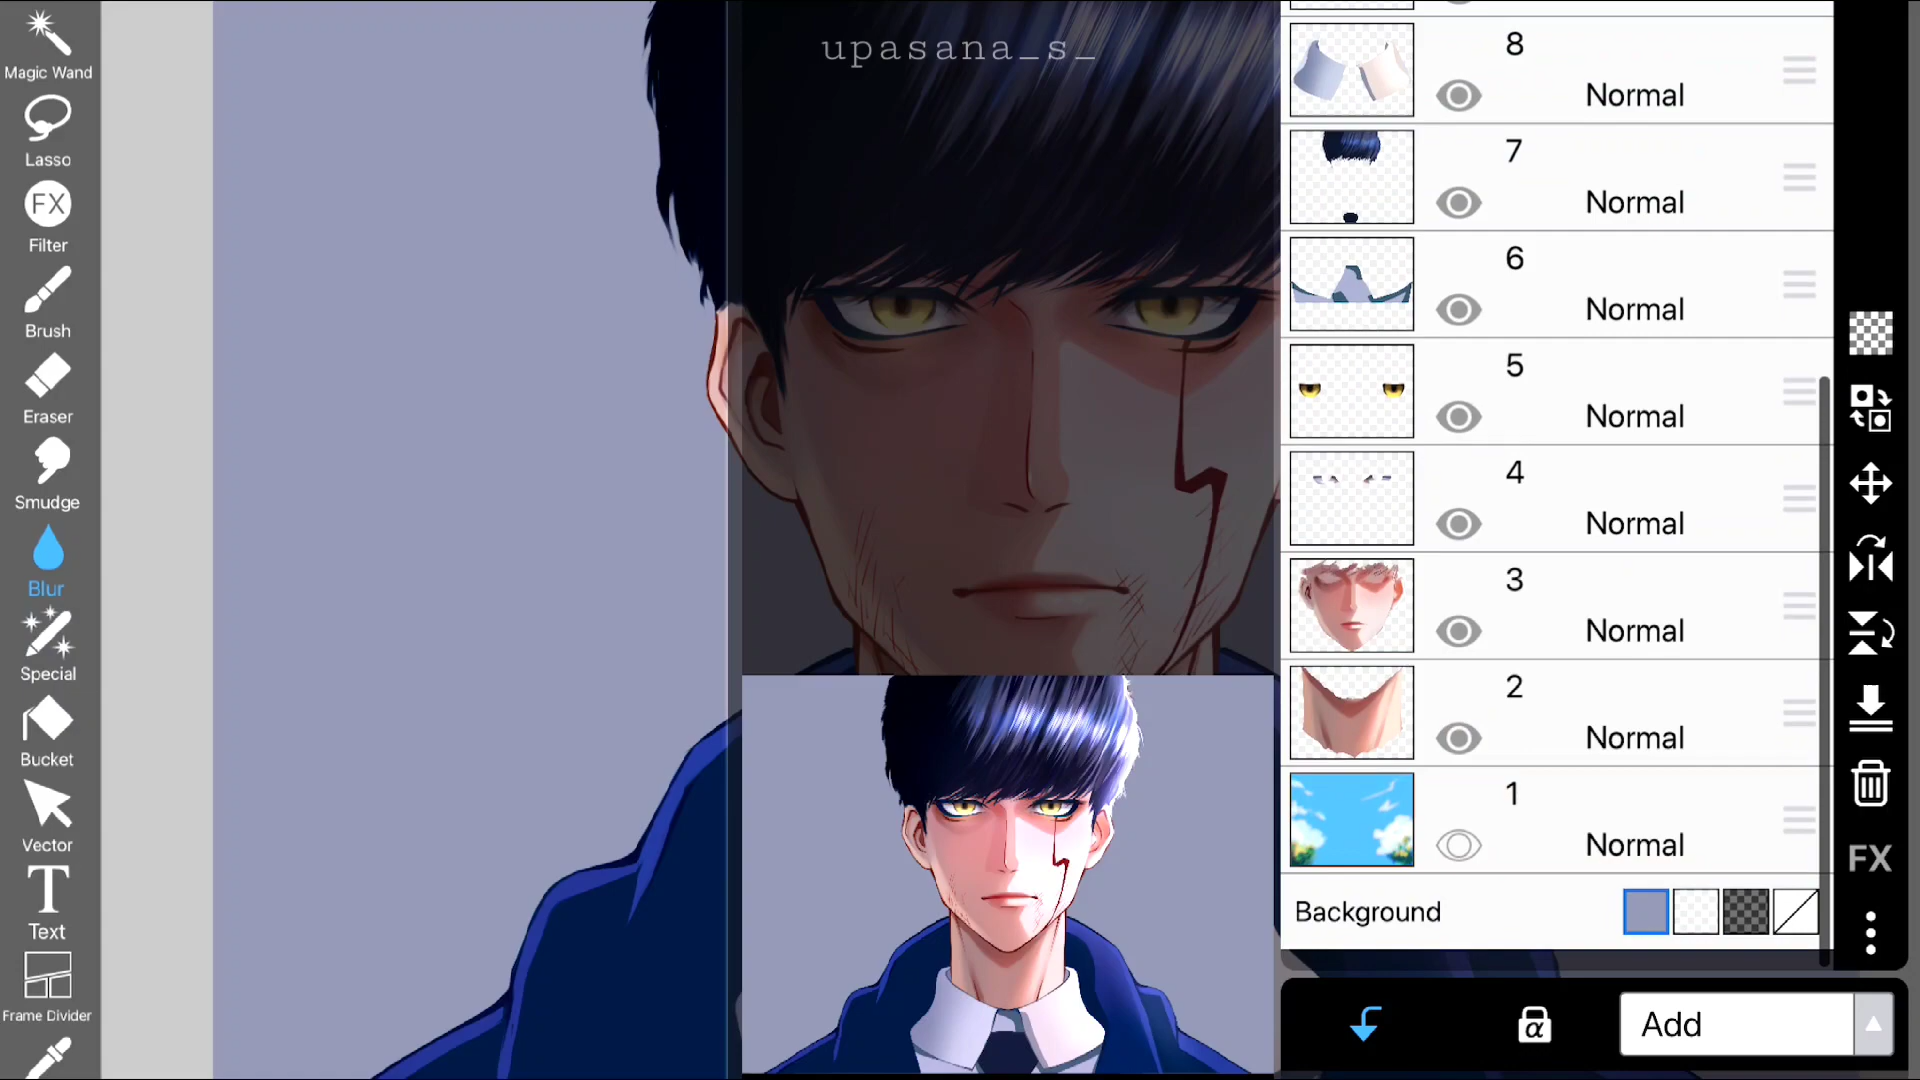 Magic Wand
Lasso
FX
Filter
Brush
Eraser
Smudge
Blur
Special
Bucket
Vector
T
Text
Frame Divider
upasana_s_
8
Normal
7
Normal
6
Normal
5
Normal
4
Normal
3
Normal
2
Normal
1
Normal
Background
FX
α
Add